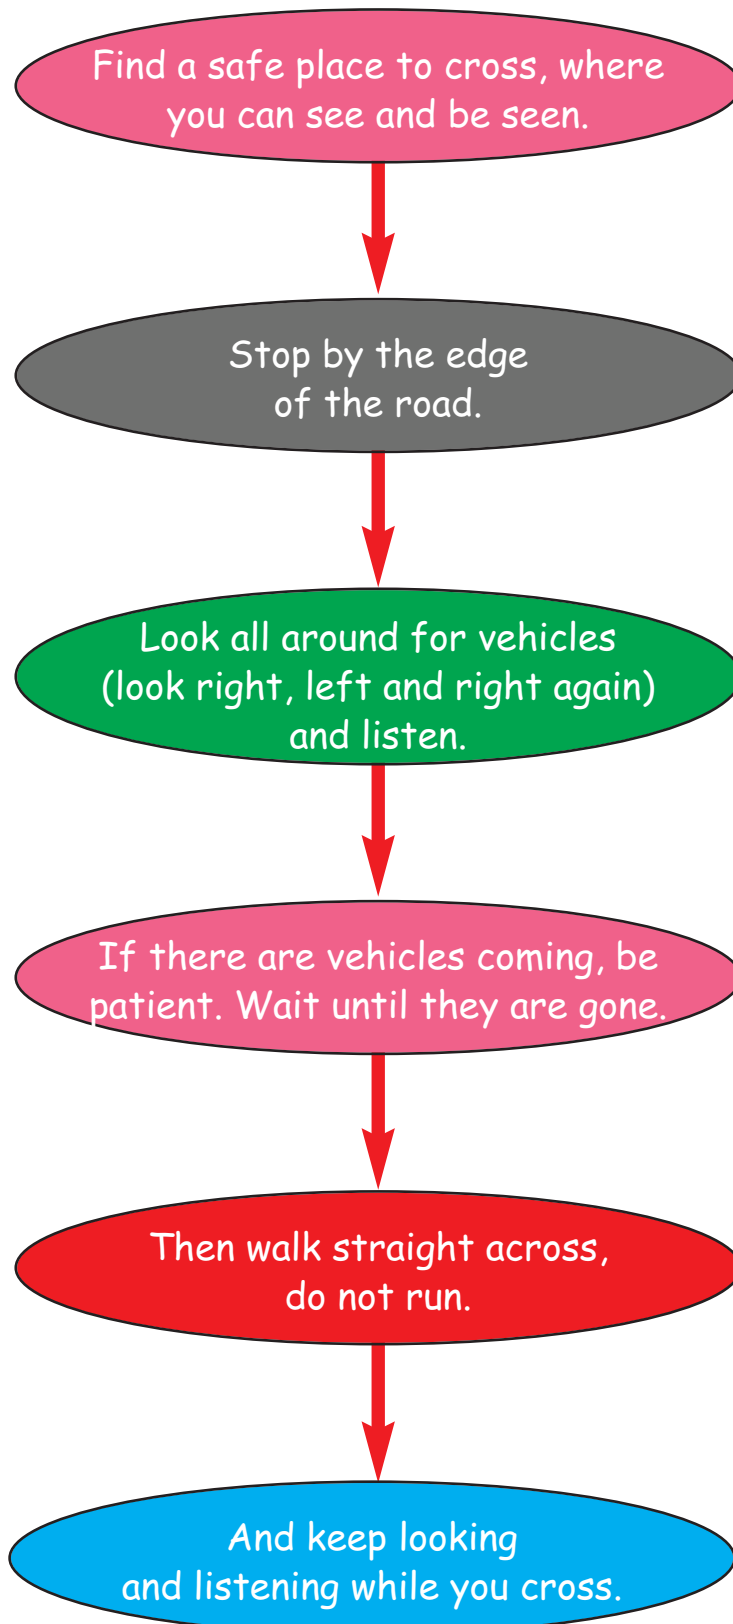 Find a safe place to cross, where
you can see and be seen.
Stop by the edge
of the road.
Look all around for vehicles
(look right, left and right again)
and listen.
If there are vehicles coming, be
patient. Wait until they are gone.
Then walk straight across,
do not run.
And keep looking
and listening while you cross.